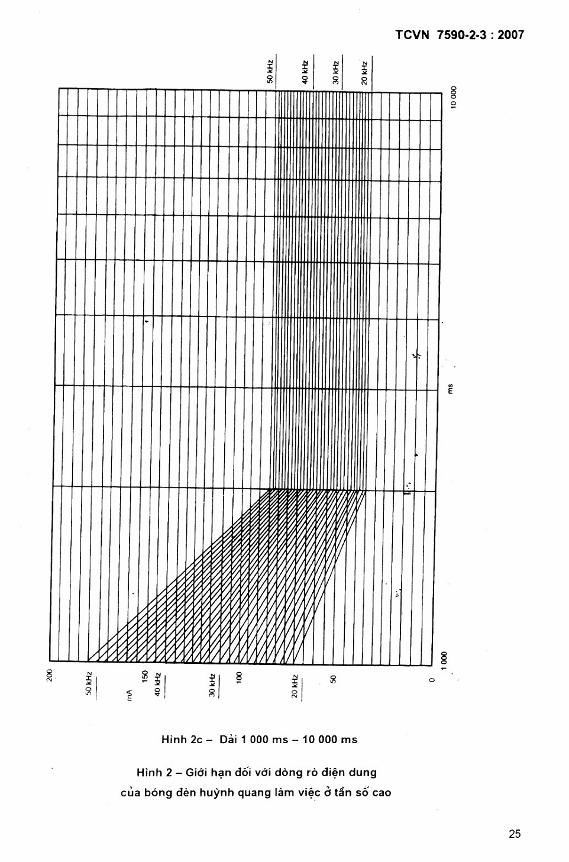 TCVN 7590-2-3 : 2007
50 kHz
40 kHz
30 kHz
20 kHz
10 000
ms
1 000
200
50 kHz
mA
150
40 kHz
30 kHz
100
20 kHz
50
0
Hình 2c – Dải 1 000 ms – 10 000 ms
Hình 2 – Giới hạn đối với dòng rò điện dung
của bóng đèn huỳnh quang làm việc ở tần số cao
25